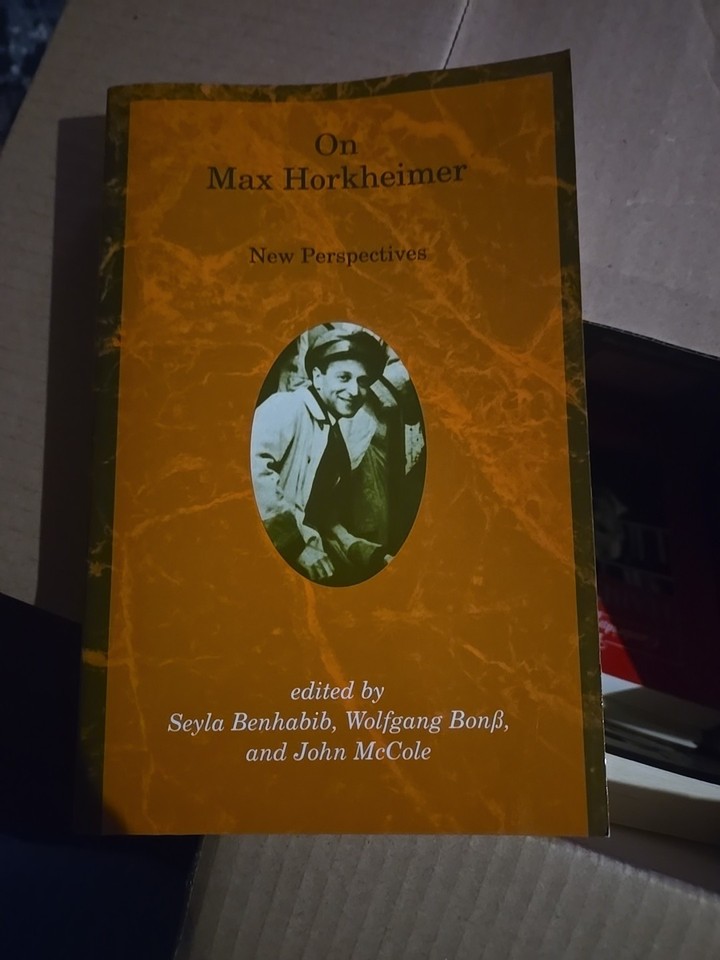 On
Max Horkheimer
New Perspectives
edited by
Seyla Benhabib, Wolfgang Bonß,
and John McCole